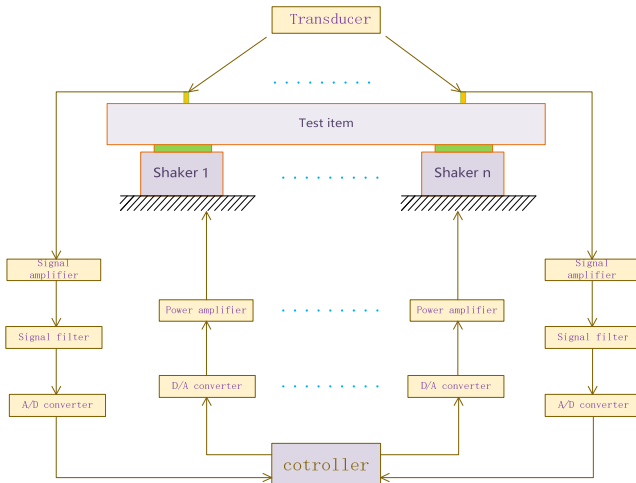 Transducer
Test item
Shaker 1
Shaker n
Signal
amplifier
Signal
amplifier
Power amplifier
Power amplifier
Signal filter
Signal filter
D/A converter
D/A converter
A/D converter
A/D converter
cotroller